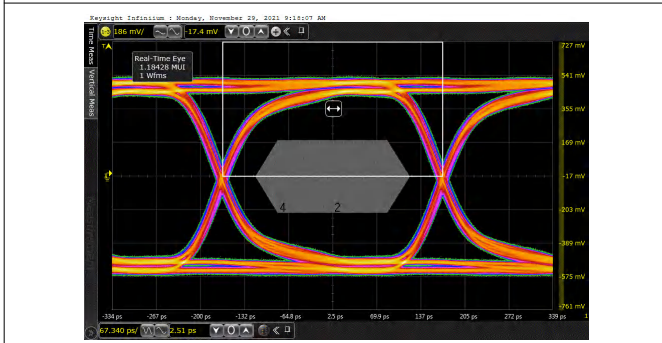 Keysight Infiniium : Monday, November 29, 2021 9:18:07 AM
186 mV/ -17.4 mV
Time Meas
Vertical Meas
Real-Time Eye
1.18428 MUI
1 Wfms
727 mV
541 mV
355 mV
169 mV
-17 mV
-203 mV
-389 mV
-575 mV
-761 mV
4 2
-334 ps -267 ps -200 ps -132 ps -64.8 ps 2.5 ps 69.9 ps 137 ps 205 ps 272 ps 339 ps 1
67.340 ps/ 2.51 ps